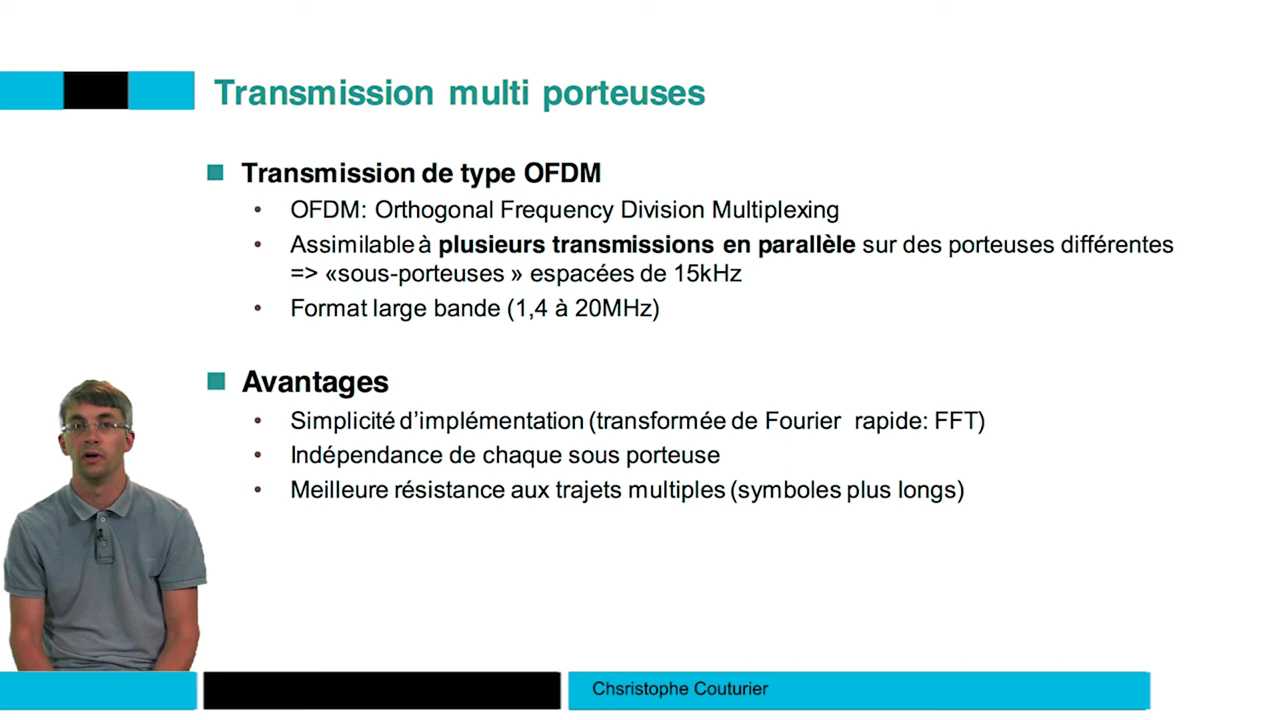 Transmission multi porteuses
Transmission de type OFDM
• OFDM: Orthogonal Frequency Division Multiplexing
• Assimilable à plusieurs transmissions en parallèle sur des porteuses différentes
=> «sous-porteuses » espacées de 15kHz
• Format large bande (1,4 à 20MHz)
Avantages
• Simplicité d'implémentation (transformée de Fourier rapide: FFT)
• Indépendance de chaque sous porteuse
• Meilleure résistance aux trajets multiples (symboles plus longs)
Chsristophe Couturier